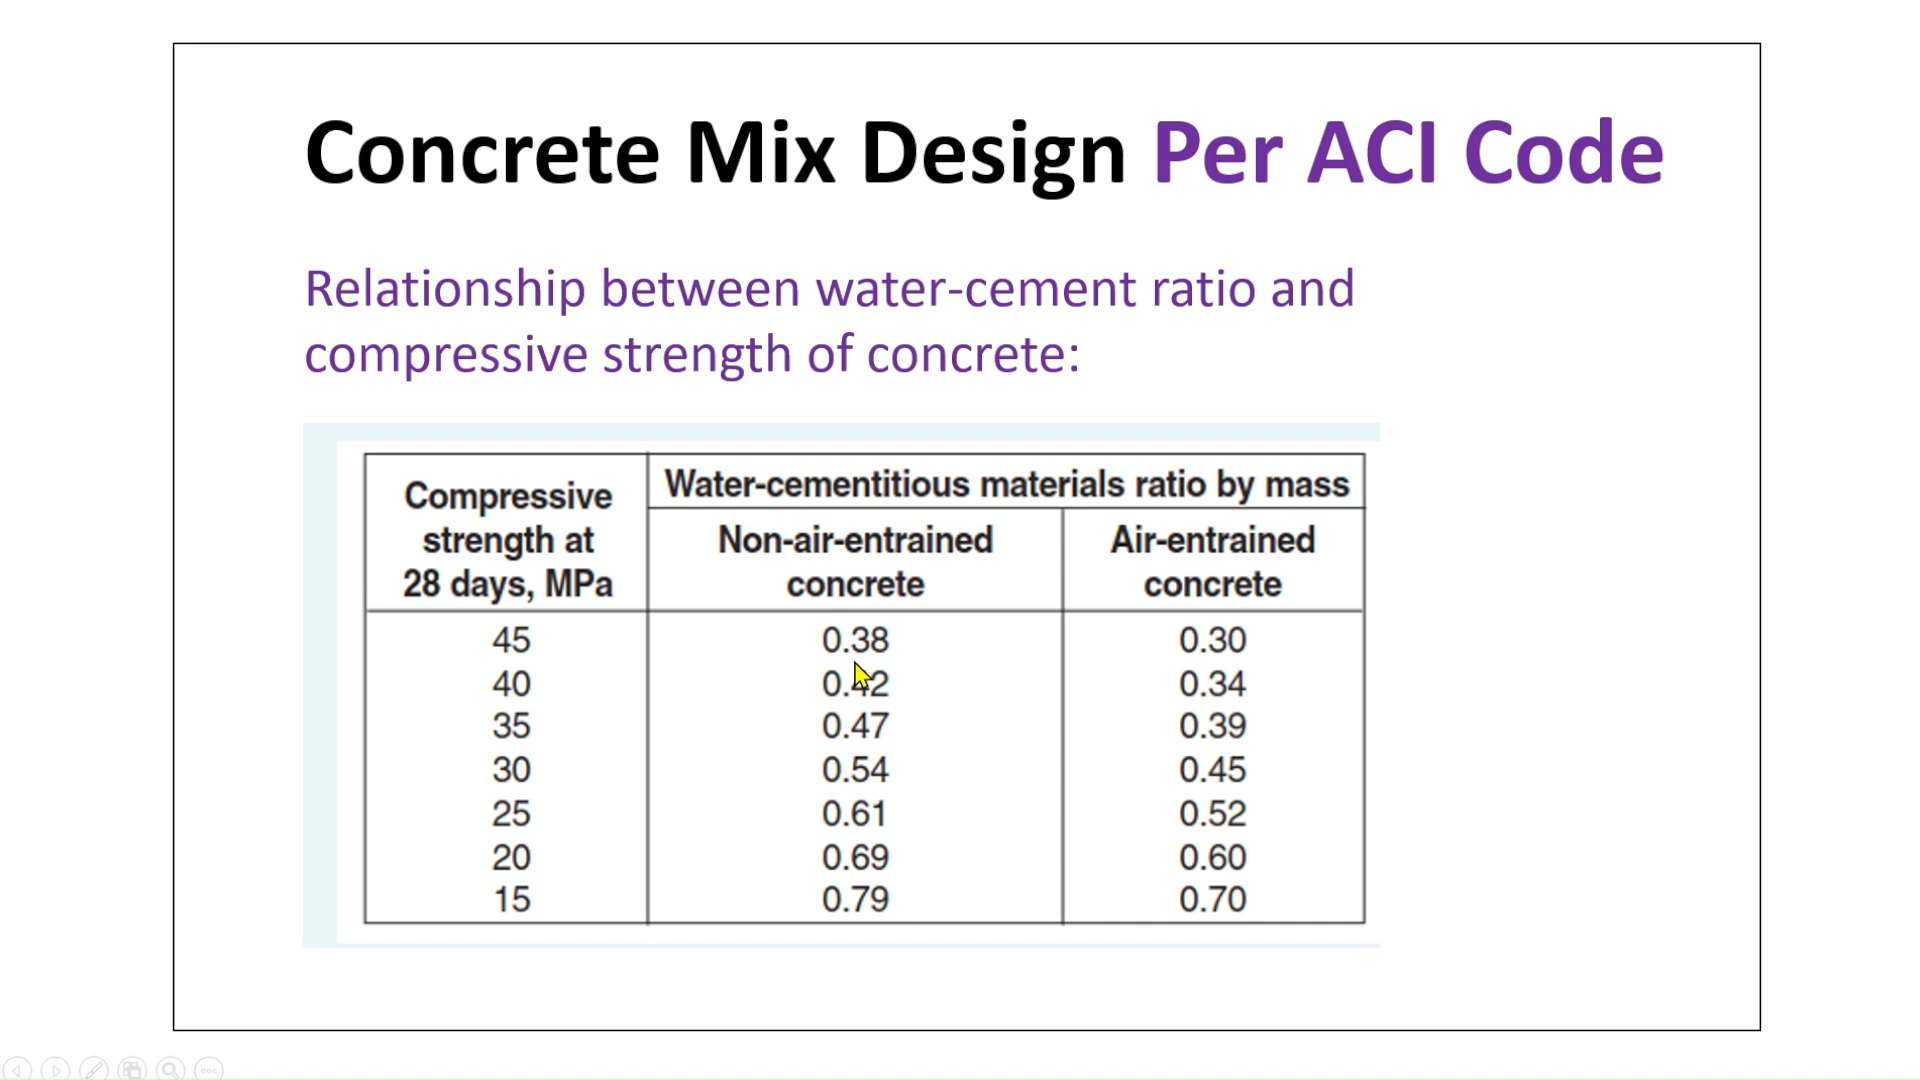 Concrete Mix Design Per ACI Code
Relationship between water-cement ratio and
compressive strength of concrete:
Compressive
strength at
28 days, MPa
Water-cementitious materials ratio by mass
Non-air-entrained
concrete
Air-entrained
concrete
45 0.38 0.30
40 0.42 0.34
35 0.47 0.39
30 0.54 0.45
25 0.61 0.52
20 0.69 0.60
15 0.79 0.70